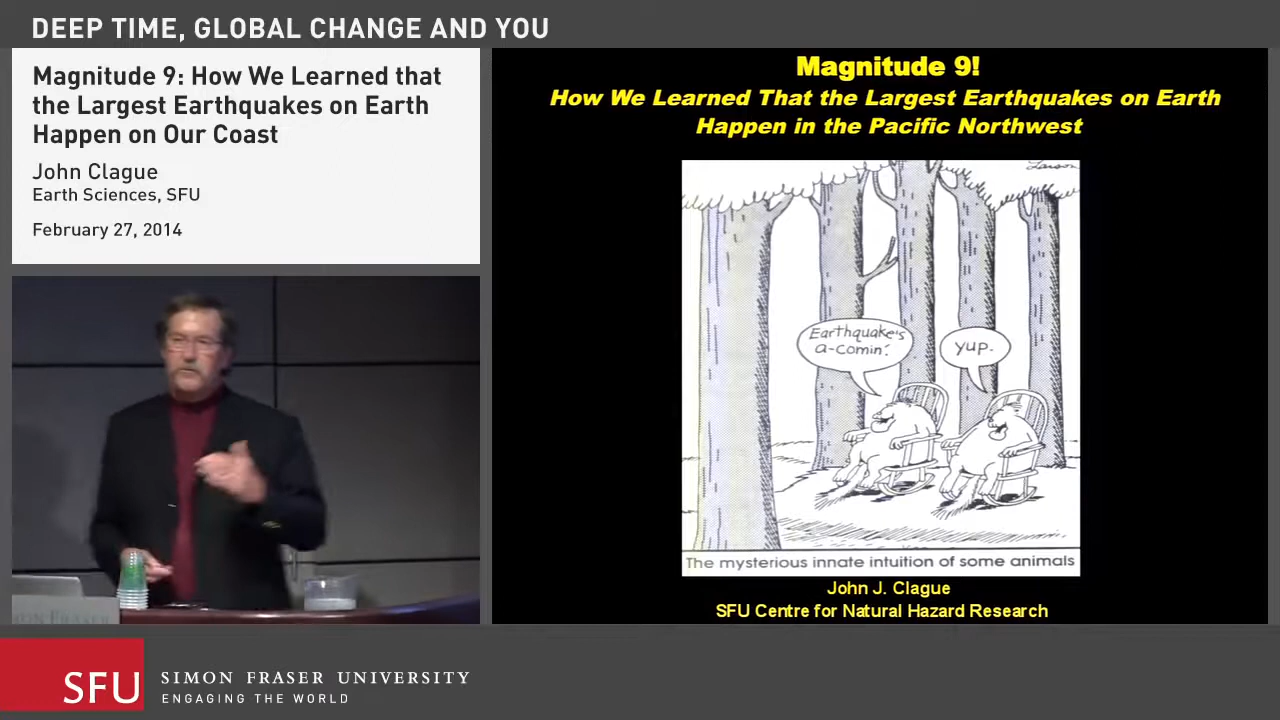 DEEP TIME, GLOBAL CHANGE AND YOU
Magnitude 9: How We Learned that
the Largest Earthquakes on Earth
Happen on Our Coast
John Clague
Earth Sciences, SFU
February 27, 2014
Magnitude 9!
How We Learned That the Largest Earthquakes on Earth
Happen in the Pacific Northwest
Larson
Earthquake's
a-comin'.
Yup.
The mysterious innate intuition of some animals
John J. Clague
SFU Centre for Natural Hazard Research
SFU
SIMON FRASER UNIVERSITY
ENGAGING THE WORLD